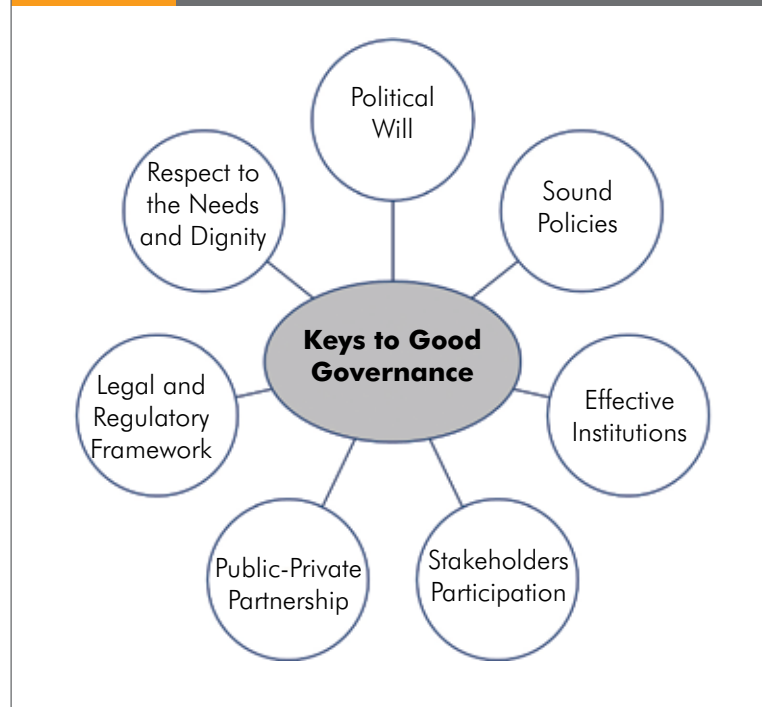 Political
Will
Sound
Policies
Effective
Institutions
Stakeholders
Participation
Public-Private
Partnership
Legal and
Regulatory
Framework
Respect to
the Needs
and Dignity
Keys to Good
Governance